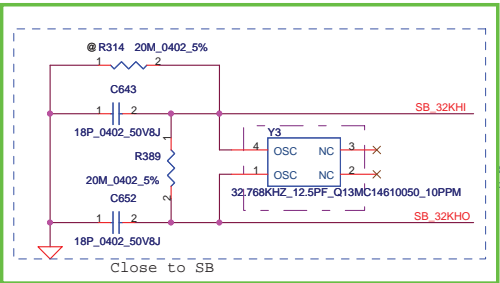 @ R314 20M_0402_5%
1 2
C643
1 2
18P_0402_50V8J
SB_32KHI
Y3
R389
1
2
20M_0402_5%
4 OSC NC 3
1 OSC NC 2
32.768KHZ_12.5PF_Q13MC14610050_10PPM
C652
1 2
18P_0402_50V8J
SB_32KHO
Close to SB